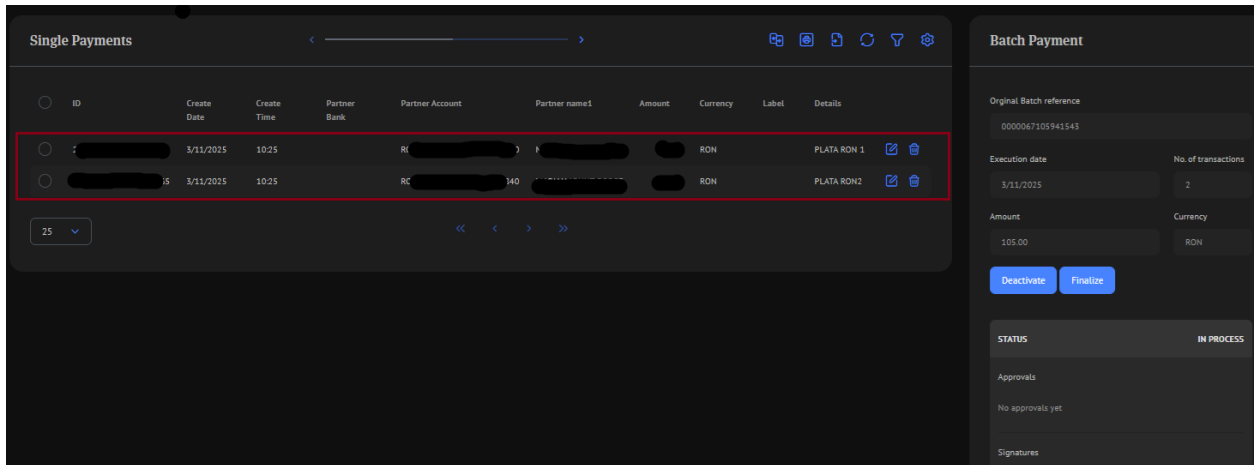 Single Payments
ID Create Date Create Time Partner Bank Partner Account Partner name1 Amount Currency Label Details
3/11/2025 10:25 RON PLATA RON 1
3/11/2025 10:25 RON PLATA RON2
25
Batch Payment
Orginal Batch reference
0000067105941543
Execution date No. of transactions
3/11/2025 2
Amount Currency
105.00 RON
Deactivate Finalize
STATUS IN PROCESS
Approvals
No approvals yet
Signatures